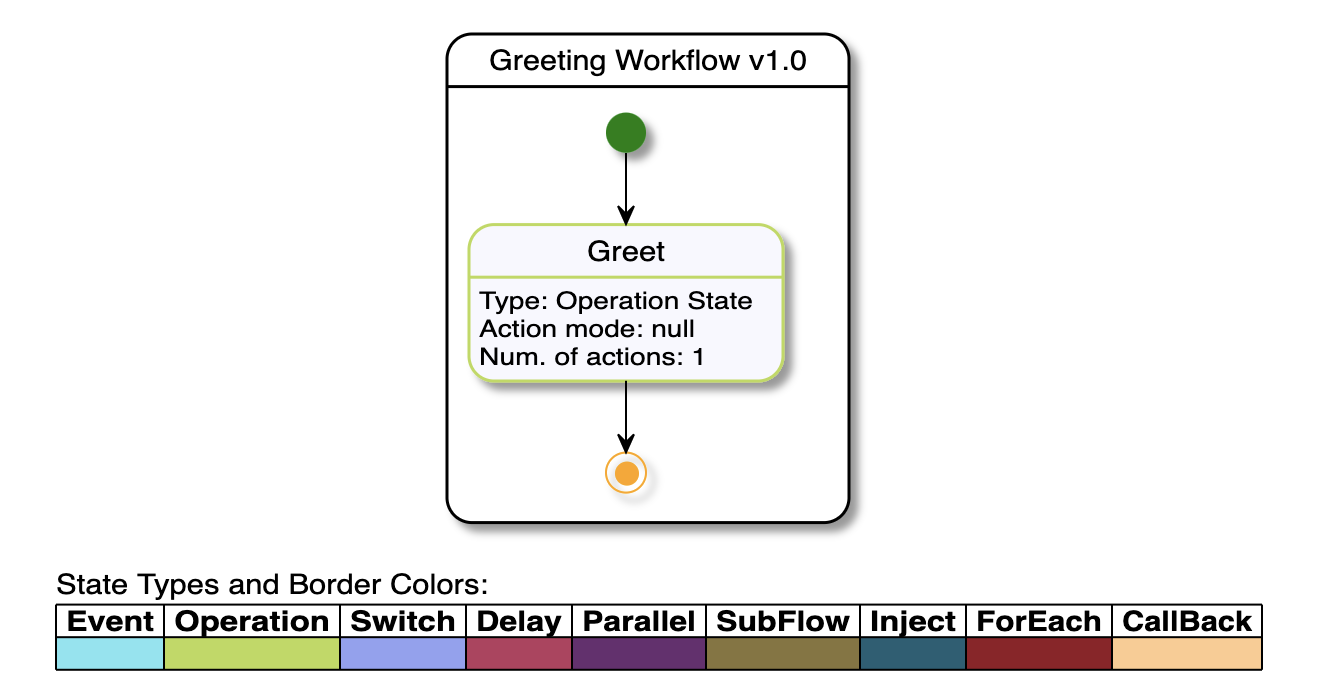 Greeting Workflow v1.0
Greet
Type: Operation State
Action mode: null
Num. of actions: 1
State Types and Border Colors:
Event Operation Switch Delay Parallel SubFlow Inject ForEach CallBack